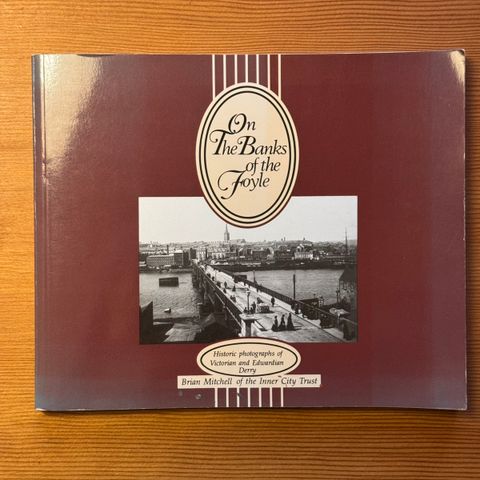 On
The Banks
of the
Foyle
Historic photographs of
Victorian and Edwardian
Derry
Brian Mitchell of the Inner City Trust